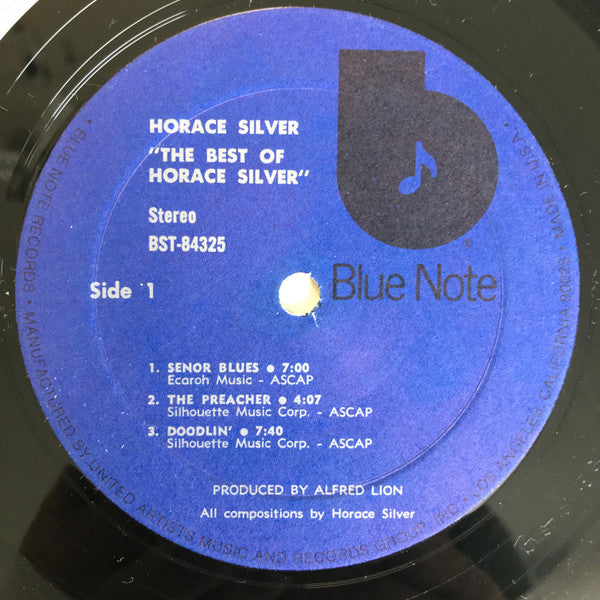 HORACE SILVER
"THE BEST OF
HORACE SILVER"
Stereo
BST-84325
Side 1
®
Blue Note
1. SENOR BLUES • 7:00
Ecaroh Music - ASCAP
2. THE PREACHER • 4:07
Silhouette Music Corp. - ASCAP
3. DOODLIN' • 7:40
Silhouette Music Corp. - ASCAP
PRODUCED BY ALFRED LION
All compositions by Horace Silver
• BLUE NOTE RECORDS • MANUFACTURED BY UNITED ARTISTS MUSIC AND RECORDS GROUP, INC. • LOS ANGELES, CALIFORNIA 90028 • MADE IN U.S.A. •